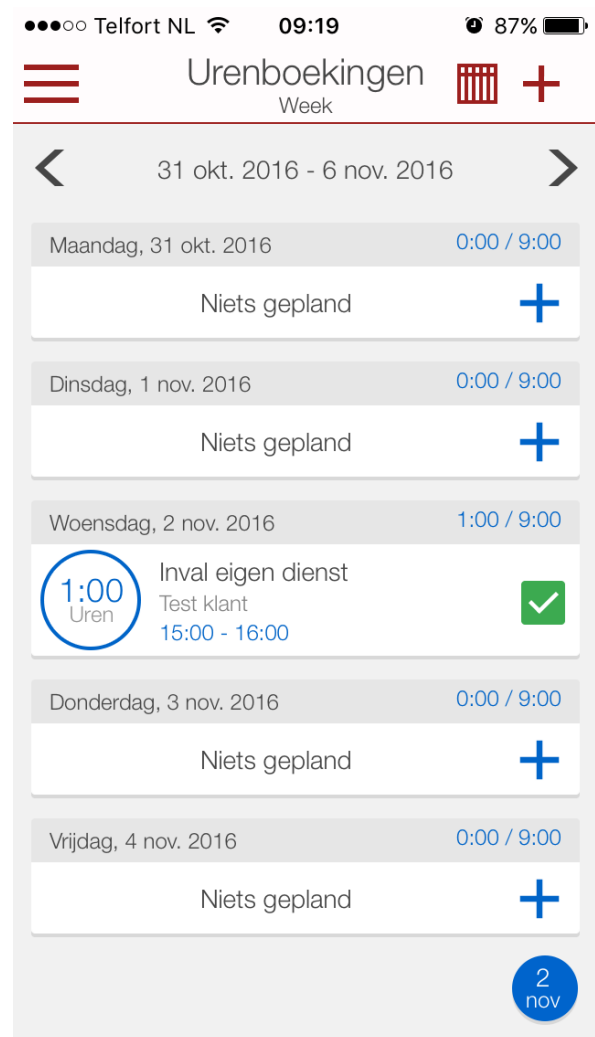 Telfort NL 09:19 87%
Urenboekingen
Week
31 okt. 2016 - 6 nov. 2016
Maandag, 31 okt. 2016 0:00 / 9:00
Niets gepland
Dinsdag, 1 nov. 2016 0:00 / 9:00
Niets gepland
Woensdag, 2 nov. 2016 1:00 / 9:00
1:00
Uren
Inval eigen dienst
Test klant
15:00 - 16:00
Donderdag, 3 nov. 2016 0:00 / 9:00
Niets gepland
Vrijdag, 4 nov. 2016 0:00 / 9:00
Niets gepland
2
nov